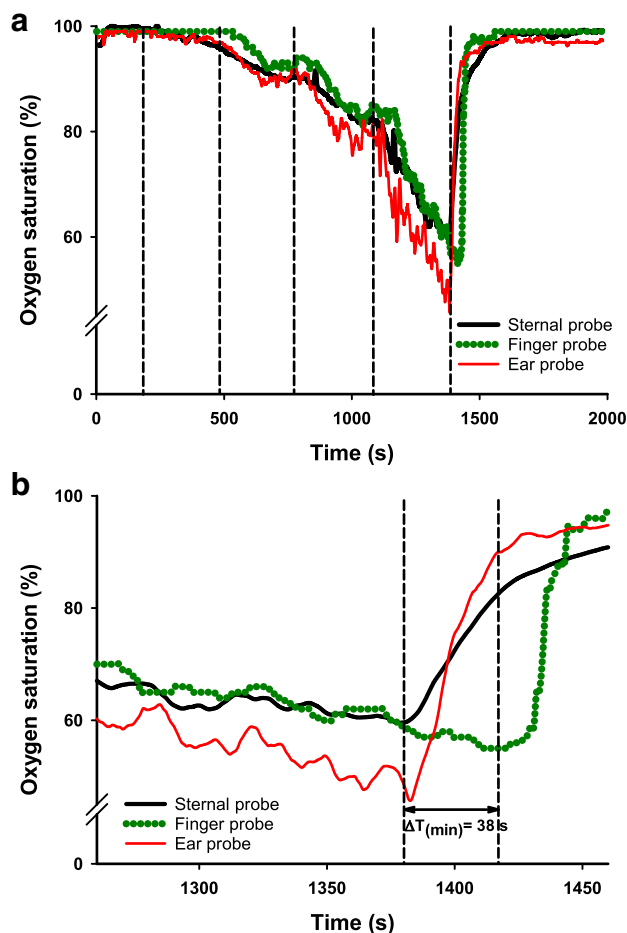 a
100
80
60
0
Oxygen saturation (%)
Sternal probe
Finger probe
Ear probe
0 500 1000 1500 2000
Time (s)
b
100
80
60
0
Oxygen saturation (%)
ΔT(min)= 38 s
Sternal probe
Finger probe
Ear probe
1300 1350 1400 1450
Time (s)